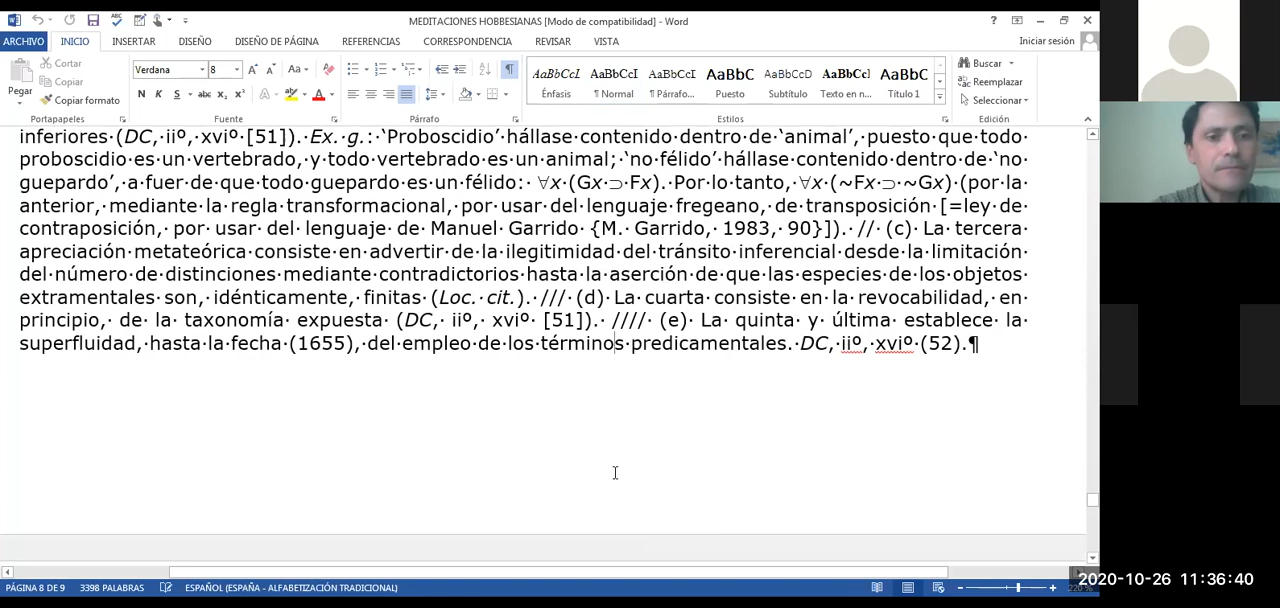 MEDITACIONES HOBBESIANAS [Modo de compatibilidad] - Word
ARCHIVO INICIO INSERTAR DISEÑO DISEÑO DE PÁGINA REFERENCIAS CORRESPONDENCIA REVISAR VISTA Iniciar sesión
Pegar Cortar Copiar Copiar formato
Verdana 8
AaBbCcI AaBbCcI AaBbCcI AaBbC AaBbCcD AaBbCcI AaBbC
Énfasis ¶ Normal ¶ Párrafo... Puesto Subtítulo Texto en n... Título 1
Buscar Reemplazar Seleccionar
Portapapeles Fuente Párrafo Estilos Edición
inferiores·(DC,·iiº,·xviº·[51]).·Ex.·g.:·‘Proboscidio’·hállase·contenido·dentro·de·‘animal’,·puesto·que·todo·
proboscidio·es·un·vertebrado,·y·todo·vertebrado·es·un·animal;·‘no·félido’·hállase·contenido·dentro·de·‘no·
guepardo’,·a·fuer·de·que·todo·guepardo·es·un·félido:·∀x·(Gx·⊃·Fx).·Por·lo·tanto,·∀x·(~Fx·⊃·~Gx)·(por·la·
anterior,·mediante·la·regla·transformacional,·por·usar·del·lenguaje·fregeano,·de·transposición·[=ley·de·
contraposición,·por·usar·del·lenguaje·de·Manuel·Garrido·{M.·Garrido,·1983,·90}]).·//·(c)·La·tercera·
apreciación·metateórica·consiste·en·advertir·de·la·ilegitimidad·del·tránsito·inferencial·desde·la·limitación·
del·número·de·distinciones·mediante·contradictorios·hasta·la·aserción·de·que·las·especies·de·los·objetos·
extramentales·son,·idénticamente,·finitas·(Loc.·cit.).·///·(d)·La·cuarta·consiste·en·la·revocabilidad,·en·
principio,·de·la·taxonomía·expuesta·(DC,·iiº,·xviº·[51]).·////·(e)·La·quinta·y·última·establece·la·
superfluidad,·hasta·la·fecha·(1655),·del·empleo·de·los·términos·predicamentales.·DC,·iiº,·xviº·(52).¶
PÁGINA 8 DE 9 3398 PALABRAS ESPAÑOL (ESPAÑA - ALFABETIZACIÓN TRADICIONAL) 220 %
2020-10-26 11:36:40